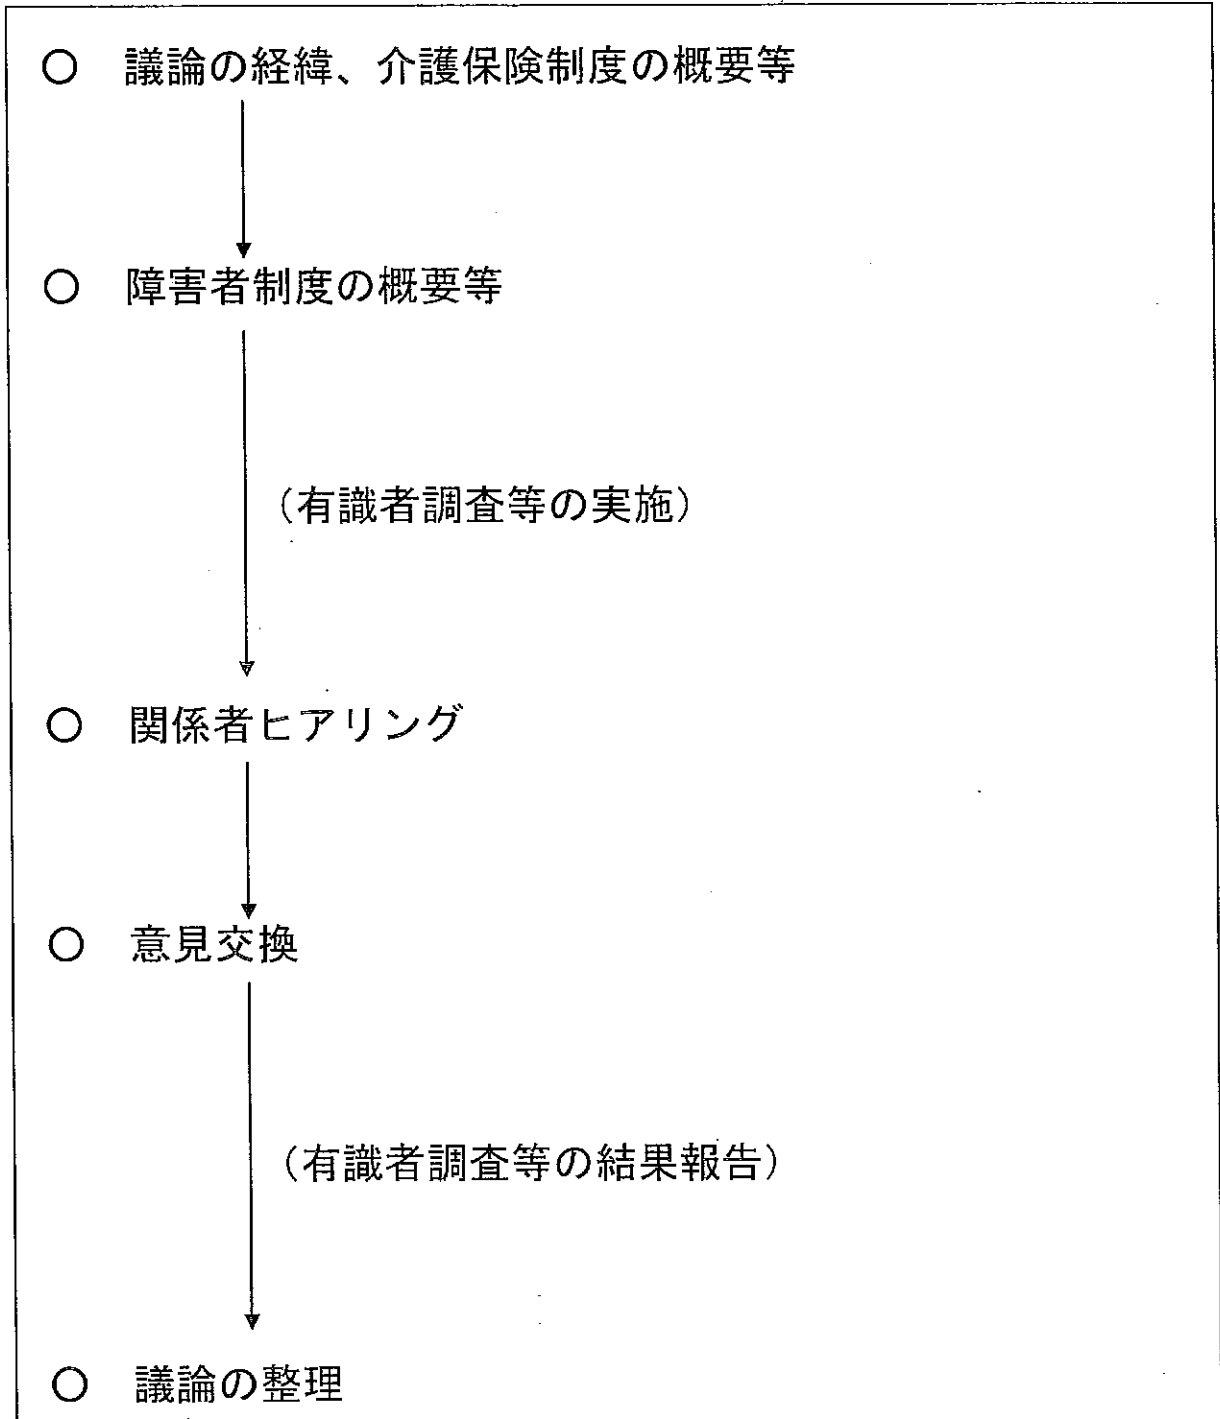 ○ 議論の経緯、介護保険制度の概要等
○ 障害者制度の概要等
（有識者調査等の実施）
○ 関係者ヒアリング
○ 意見交換
（有識者調査等の結果報告）
○ 議論の整理